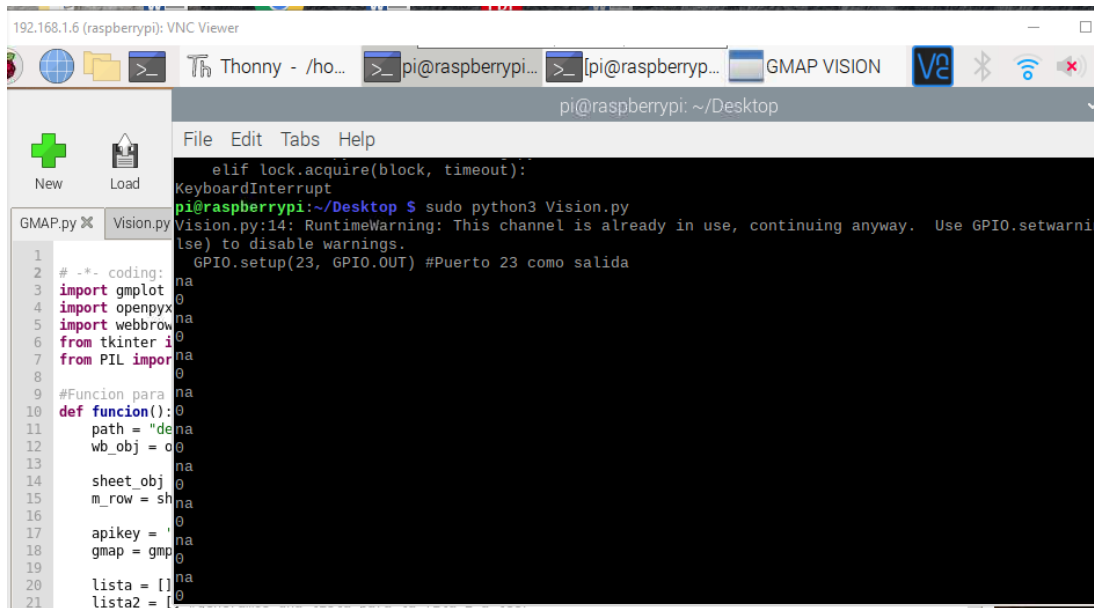 192.168.1.6 (raspberrypi): VNC Viewer
Thonny - /ho...
pi@raspberrypi...
[pi@raspberryp...
GMAP VISION
pi@raspberrypi: ~/Desktop
File Edit Tabs Help
New
Load
GMAP.py
Vision.py
elif lock.acquire(block, timeout):
KeyboardInterrupt
pi@raspberrypi:~/Desktop $ sudo python3 Vision.py
Vision.py:14: RuntimeWarning: This channel is already in use, continuing anyway.  Use GPIO.setwarni
lse) to disable warnings.
GPIO.setup(23, GPIO.OUT) #Puerto 23 como salida
na
0
na
0
na
0
na
0
na
0
na
0
na
0
na
0
na
0
1
2 # -*- coding:
3 import gmplot
4 import openpyx
5 import webbrow
6 from tkinter i
7 from PIL impor
8
9 #Funcion para
10 def funcion():
11 path = "de
12 wb_obj = o
13
14 sheet_obj
15 m_row = sh
16
17 apikey = '
18 gmap = gmp
19
20 lista = []
21 lista2 = [